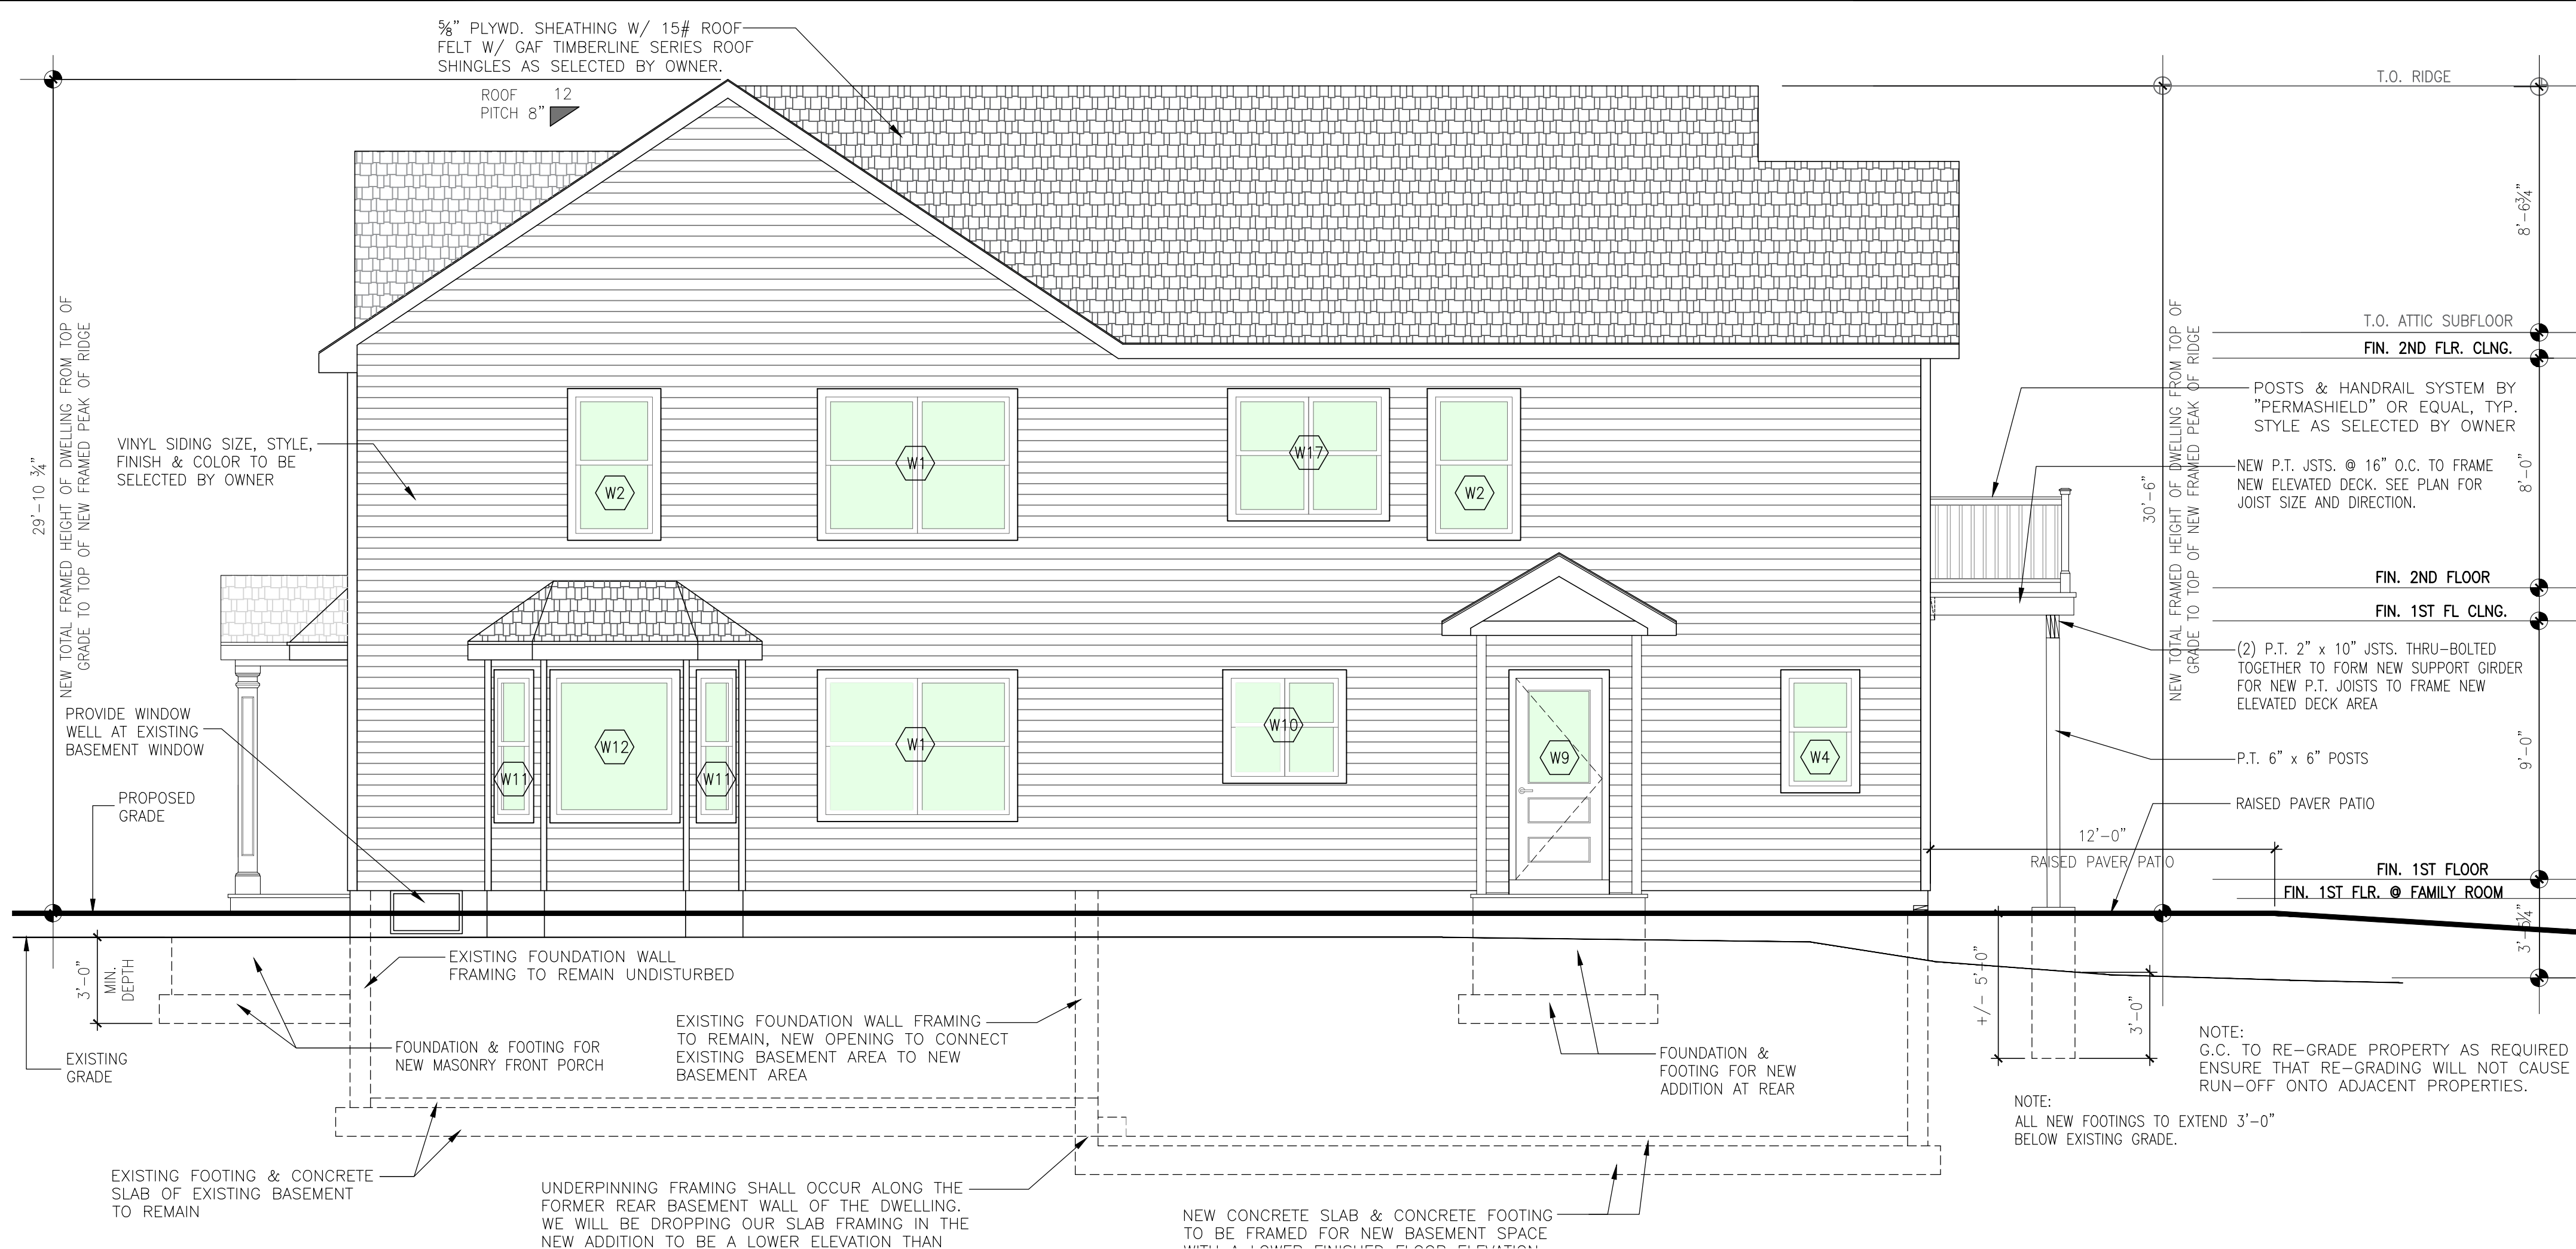 ⅝" PLYWD. SHEATHING W/ 15# ROOF
FELT W/ GAF TIMBERLINE SERIES ROOF
SHINGLES AS SELECTED BY OWNER.
ROOF
PITCH 8"
12
T.O. RIDGE
8'-6¾"
T.O. ATTIC SUBFLOOR
FIN. 2ND FLR. CLNG.
29'-10 ¾"
NEW TOTAL FRAMED HEIGHT OF DWELLING FROM TOP OF
GRADE TO TOP OF NEW FRAMED PEAK OF RIDGE
VINYL SIDING SIZE, STYLE,
FINISH & COLOR TO BE
SELECTED BY OWNER
W2
W1
W17
W2
30'-6"
NEW TOTAL FRAMED HEIGHT OF DWELLING FROM TOP OF
GRADE TO TOP OF NEW FRAMED PEAK OF RIDGE
POSTS & HANDRAIL SYSTEM BY
"PERMASHIELD" OR EQUAL, TYP.
STYLE AS SELECTED BY OWNER
NEW P.T. JSTS. @ 16" O.C. TO FRAME
NEW ELEVATED DECK. SEE PLAN FOR
JOIST SIZE AND DIRECTION.
8'-0"
FIN. 2ND FLOOR
FIN. 1ST FL CLNG.
(2) P.T. 2" x 10" JSTS. THRU-BOLTED
TOGETHER TO FORM NEW SUPPORT GIRDER
FOR NEW P.T. JOISTS TO FRAME NEW
ELEVATED DECK AREA
PROVIDE WINDOW
WELL AT EXISTING
BASEMENT WINDOW
W11
W12
W11
W1
W10
W9
W4
P.T. 6" x 6" POSTS
9'-0"
PROPOSED
GRADE
RAISED PAVER PATIO
12'-0"
RAISED PAVER PATIO
FIN. 1ST FLOOR
FIN. 1ST FLR. @ FAMILY ROOM
3'-5¼"
3'-0"
MIN.
DEPTH
EXISTING FOUNDATION WALL
FRAMING TO REMAIN UNDISTURBED
+/- 5'-0"
3'-0"
EXISTING
GRADE
FOUNDATION & FOOTING FOR
NEW MASONRY FRONT PORCH
EXISTING FOUNDATION WALL FRAMING
TO REMAIN, NEW OPENING TO CONNECT
EXISTING BASEMENT AREA TO NEW
BASEMENT AREA
FOUNDATION &
FOOTING FOR NEW
ADDITION AT REAR
NOTE:
G.C. TO RE-GRADE PROPERTY AS REQUIRED
ENSURE THAT RE-GRADING WILL NOT CAUSE
RUN-OFF ONTO ADJACENT PROPERTIES.
NOTE:
ALL NEW FOOTINGS TO EXTEND 3'-0"
BELOW EXISTING GRADE.
EXISTING FOOTING & CONCRETE
SLAB OF EXISTING BASEMENT
TO REMAIN
UNDERPINNING FRAMING SHALL OCCUR ALONG THE
FORMER REAR BASEMENT WALL OF THE DWELLING.
WE WILL BE DROPPING OUR SLAB FRAMING IN THE
NEW ADDITION TO BE A LOWER ELEVATION THAN
NEW CONCRETE SLAB & CONCRETE FOOTING
TO BE FRAMED FOR NEW BASEMENT SPACE
WITH A LOWER FINISHED FLOOR ELEVATION